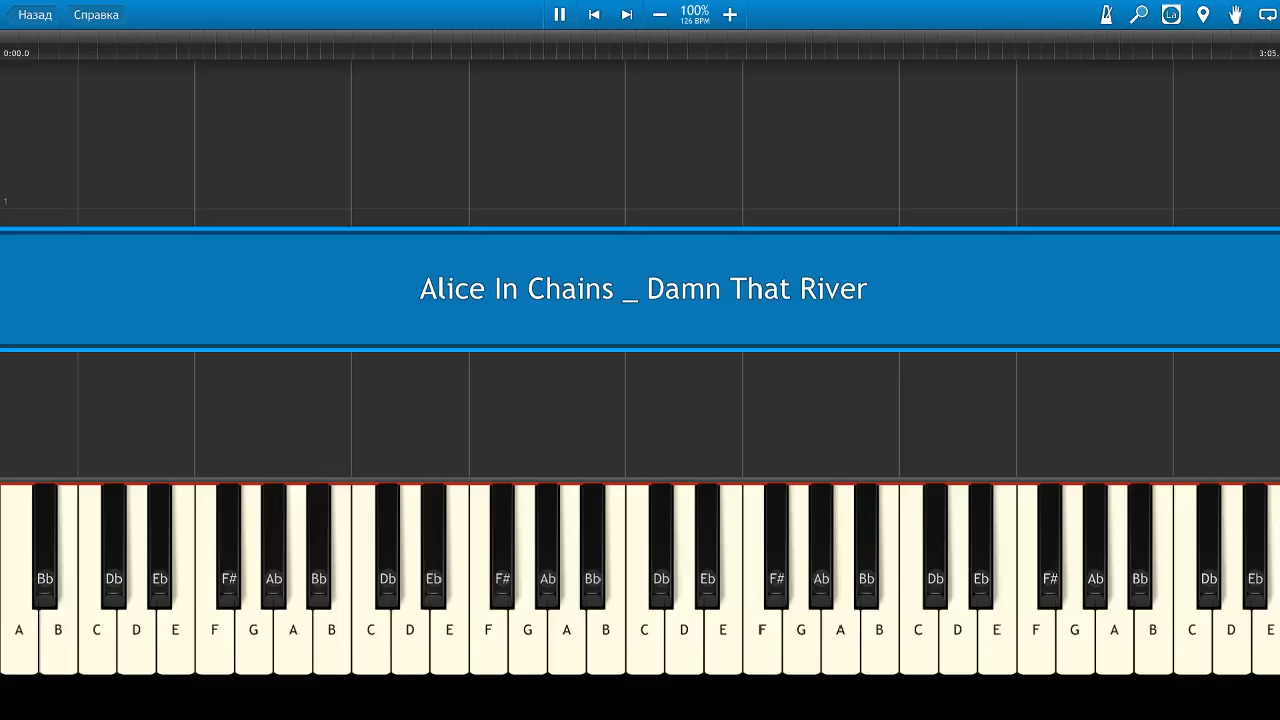 Назад Справка 100% La
126 BPM
0:00.0 3:05.
1
Alice In Chains _ Damn That River
Bb Db Eb F# Ab Bb Db Eb F# Ab Bb Db Eb F# Ab Bb Db Eb F# Ab Bb Db Eb
A B C D E F G A B C D E F G A B C D E F G A B C D E F G A B C D E